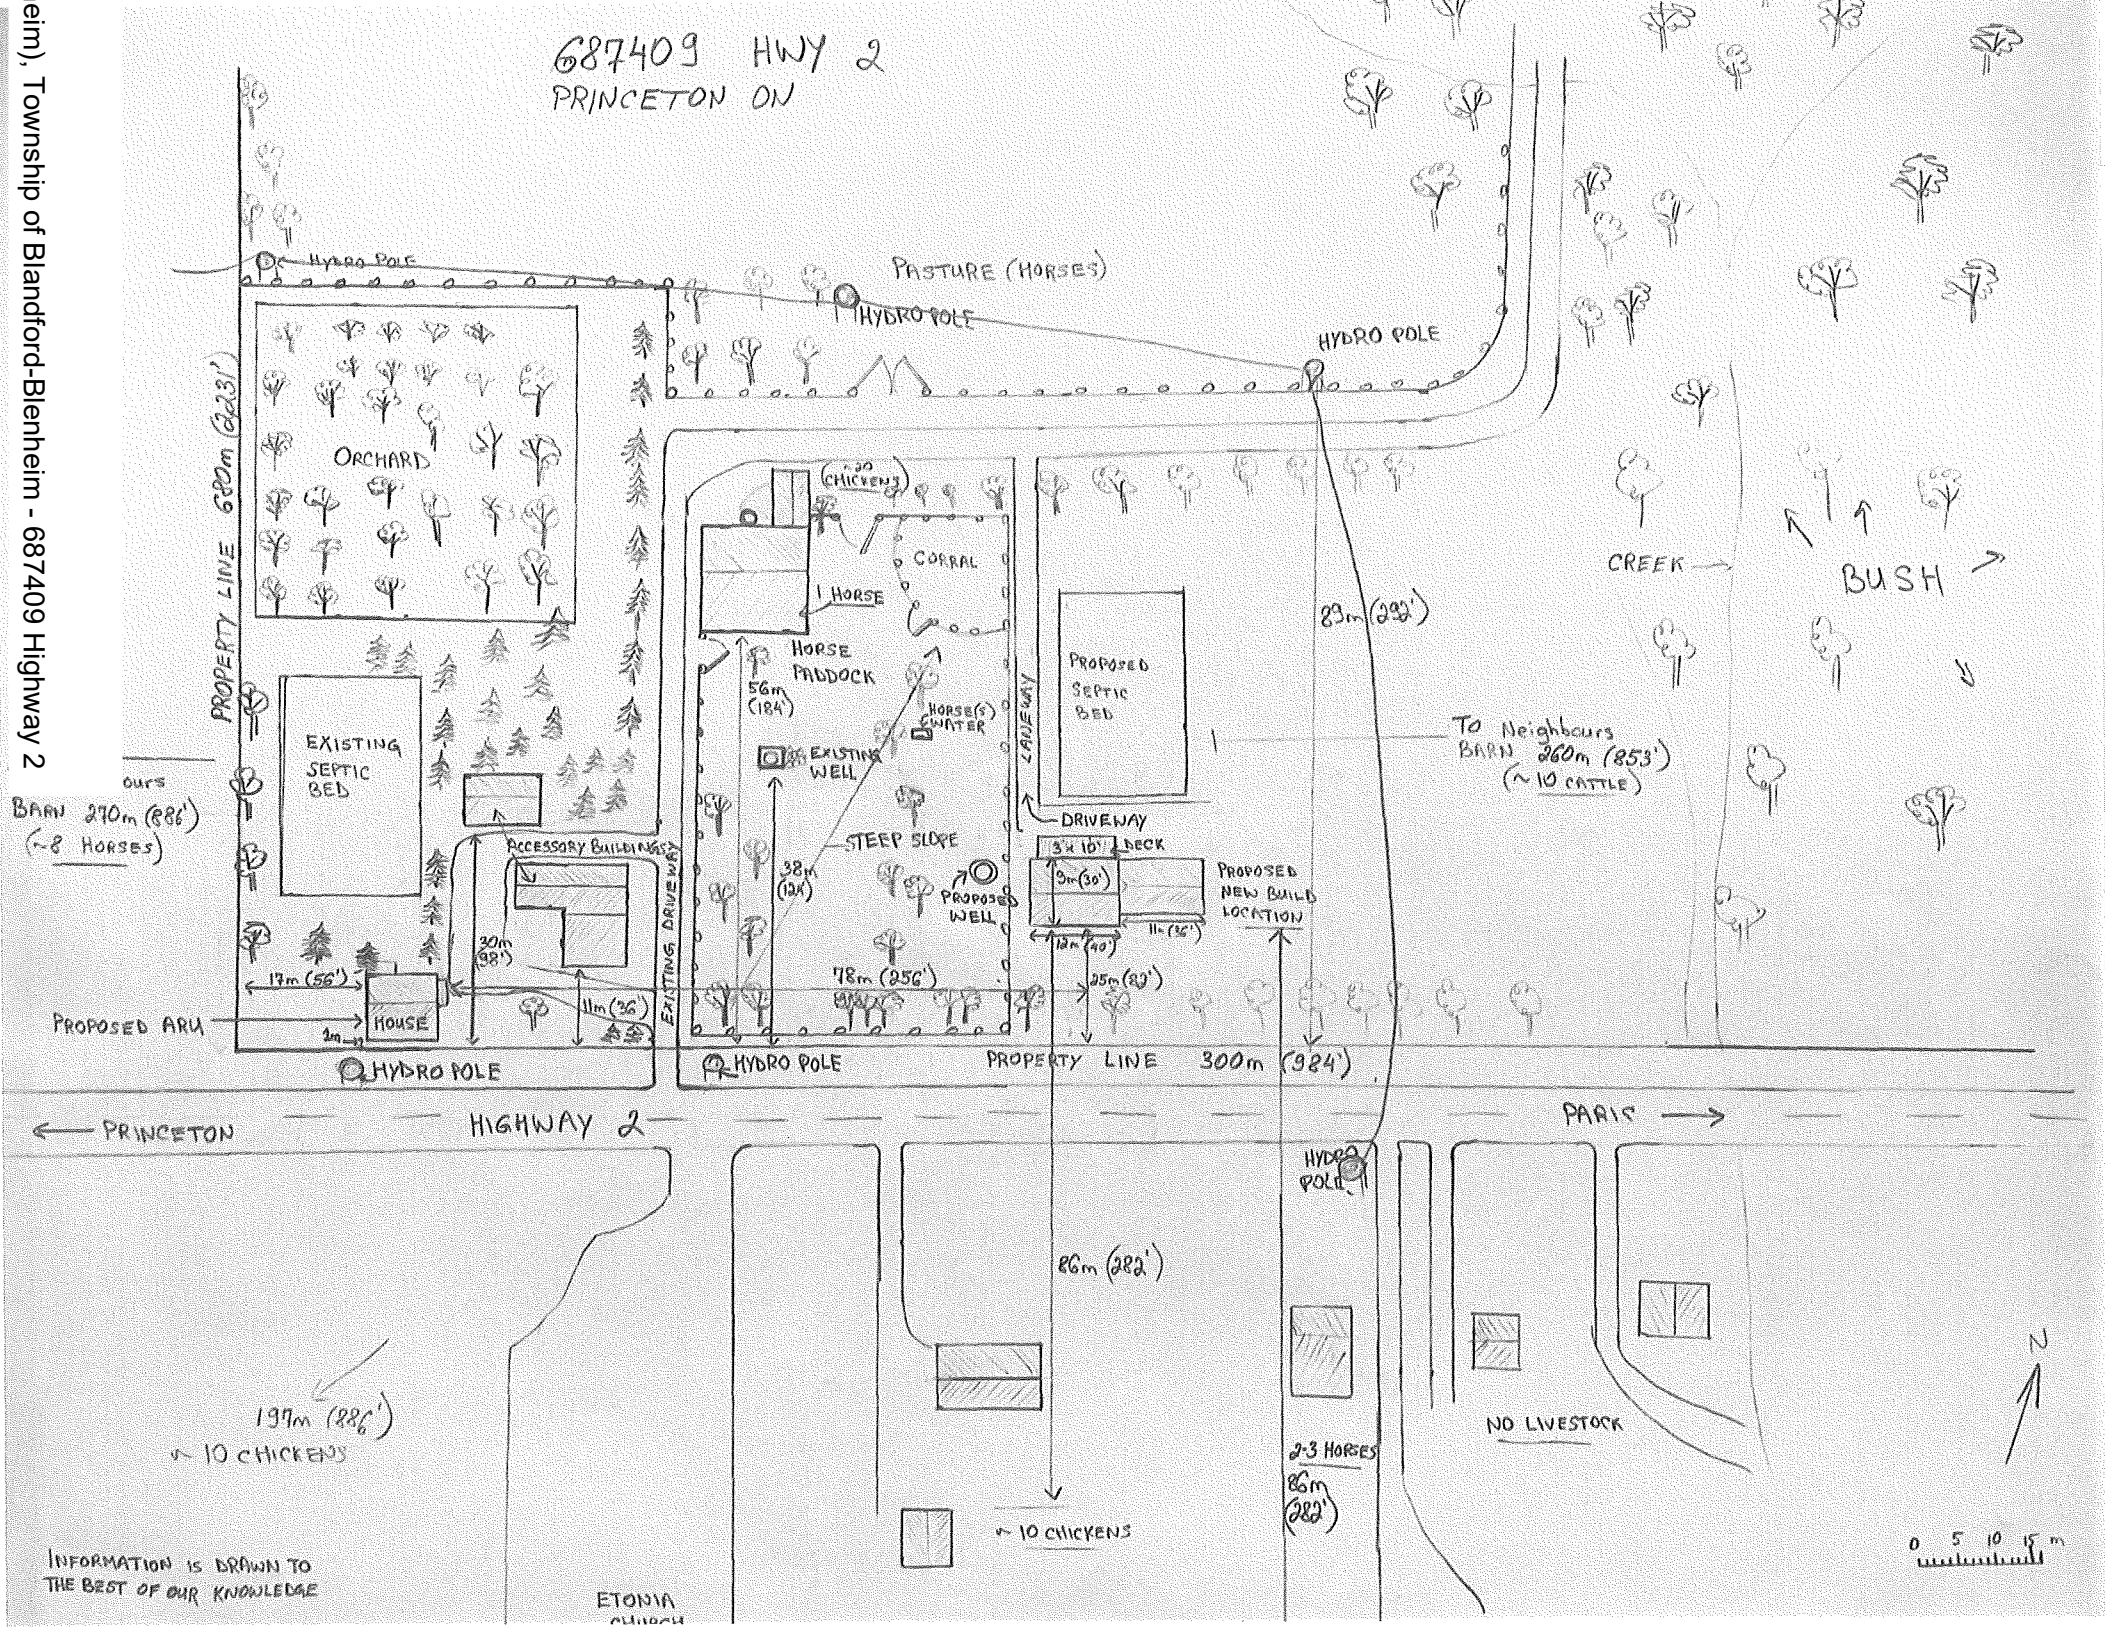 heim), Township of Blandford-Blenheim - 687409 Highway 2
687409 HWY 2
PRINCETON ON
HYDRO POLE
PASTURE (HORSES)
HYDRO POLE
HYDRO POLE
PROPERTY LINE 680m (2231')
ORCHARD
(~20
CHICKENS)
CORRAL
1 HORSE
HORSE
PADDOCK
56m
(184')
HORSE(S)
WATER
EXISTING
WELL
STEEP SLOPE
38m
(124')
LANEWAY
PROPOSED
SEPTIC
BED
89m (292')
CREEK
BUSH
TO Neighbours
BARN 260m (853')
(~10 CATTLE)
EXISTING
SEPTIC
BED
ours
BARN 270m (886')
(~8 HORSES)
ACCESSORY BUILDINGS
EXISTING DRIVEWAY
DRIVEWAY
3'x 10'
DECK
9m (30')
PROPOSED
WELL
PROPOSED
NEW BUILD
LOCATION
12m (40')
11m (36')
30m
(98')
17m (56')
78m (256')
25m (82')
11m (36')
PROPOSED ARU
HOUSE
2m
HYDRO POLE
HYDRO POLE
PROPERTY LINE 300m (984')
PRINCETON
HIGHWAY 2
PARIS
HYDRO
POLE
86m (282')
197m (886')
~ 10 CHICKENS
2-3 HORSES
86m
(282')
NO LIVESTOCK
N
~ 10 CHICKENS
0 5 10 15 m
INFORMATION IS DRAWN TO
THE BEST OF OUR KNOWLEDGE
ETONIA
CHURCH